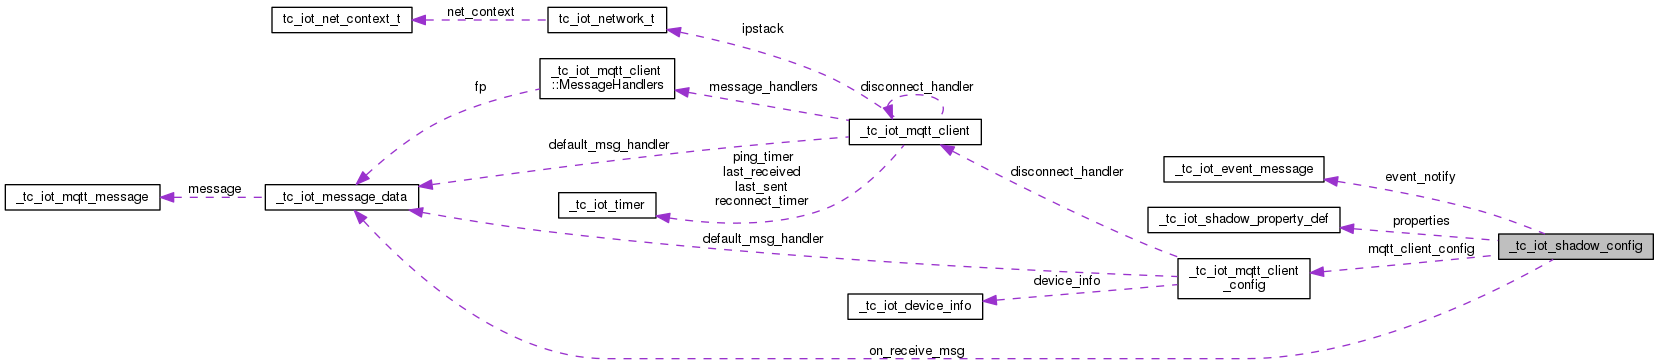 tc_iot_net_context_t
net_context
tc_iot_network_t
ipstack
_tc_iot_mqtt_client
::MessageHandlers
fp
message_handlers
disconnect_handler
_tc_iot_mqtt_client
default_msg_handler
ping_timer
last_received
last_sent
reconnect_timer
_tc_iot_timer
_tc_iot_mqtt_message
message
_tc_iot_message_data
disconnect_handler
_tc_iot_event_message
event_notify
_tc_iot_shadow_property_def
properties
_tc_iot_shadow_config
mqtt_client_config
default_msg_handler
_tc_iot_mqtt_client
_config
device_info
_tc_iot_device_info
on_receive_msg